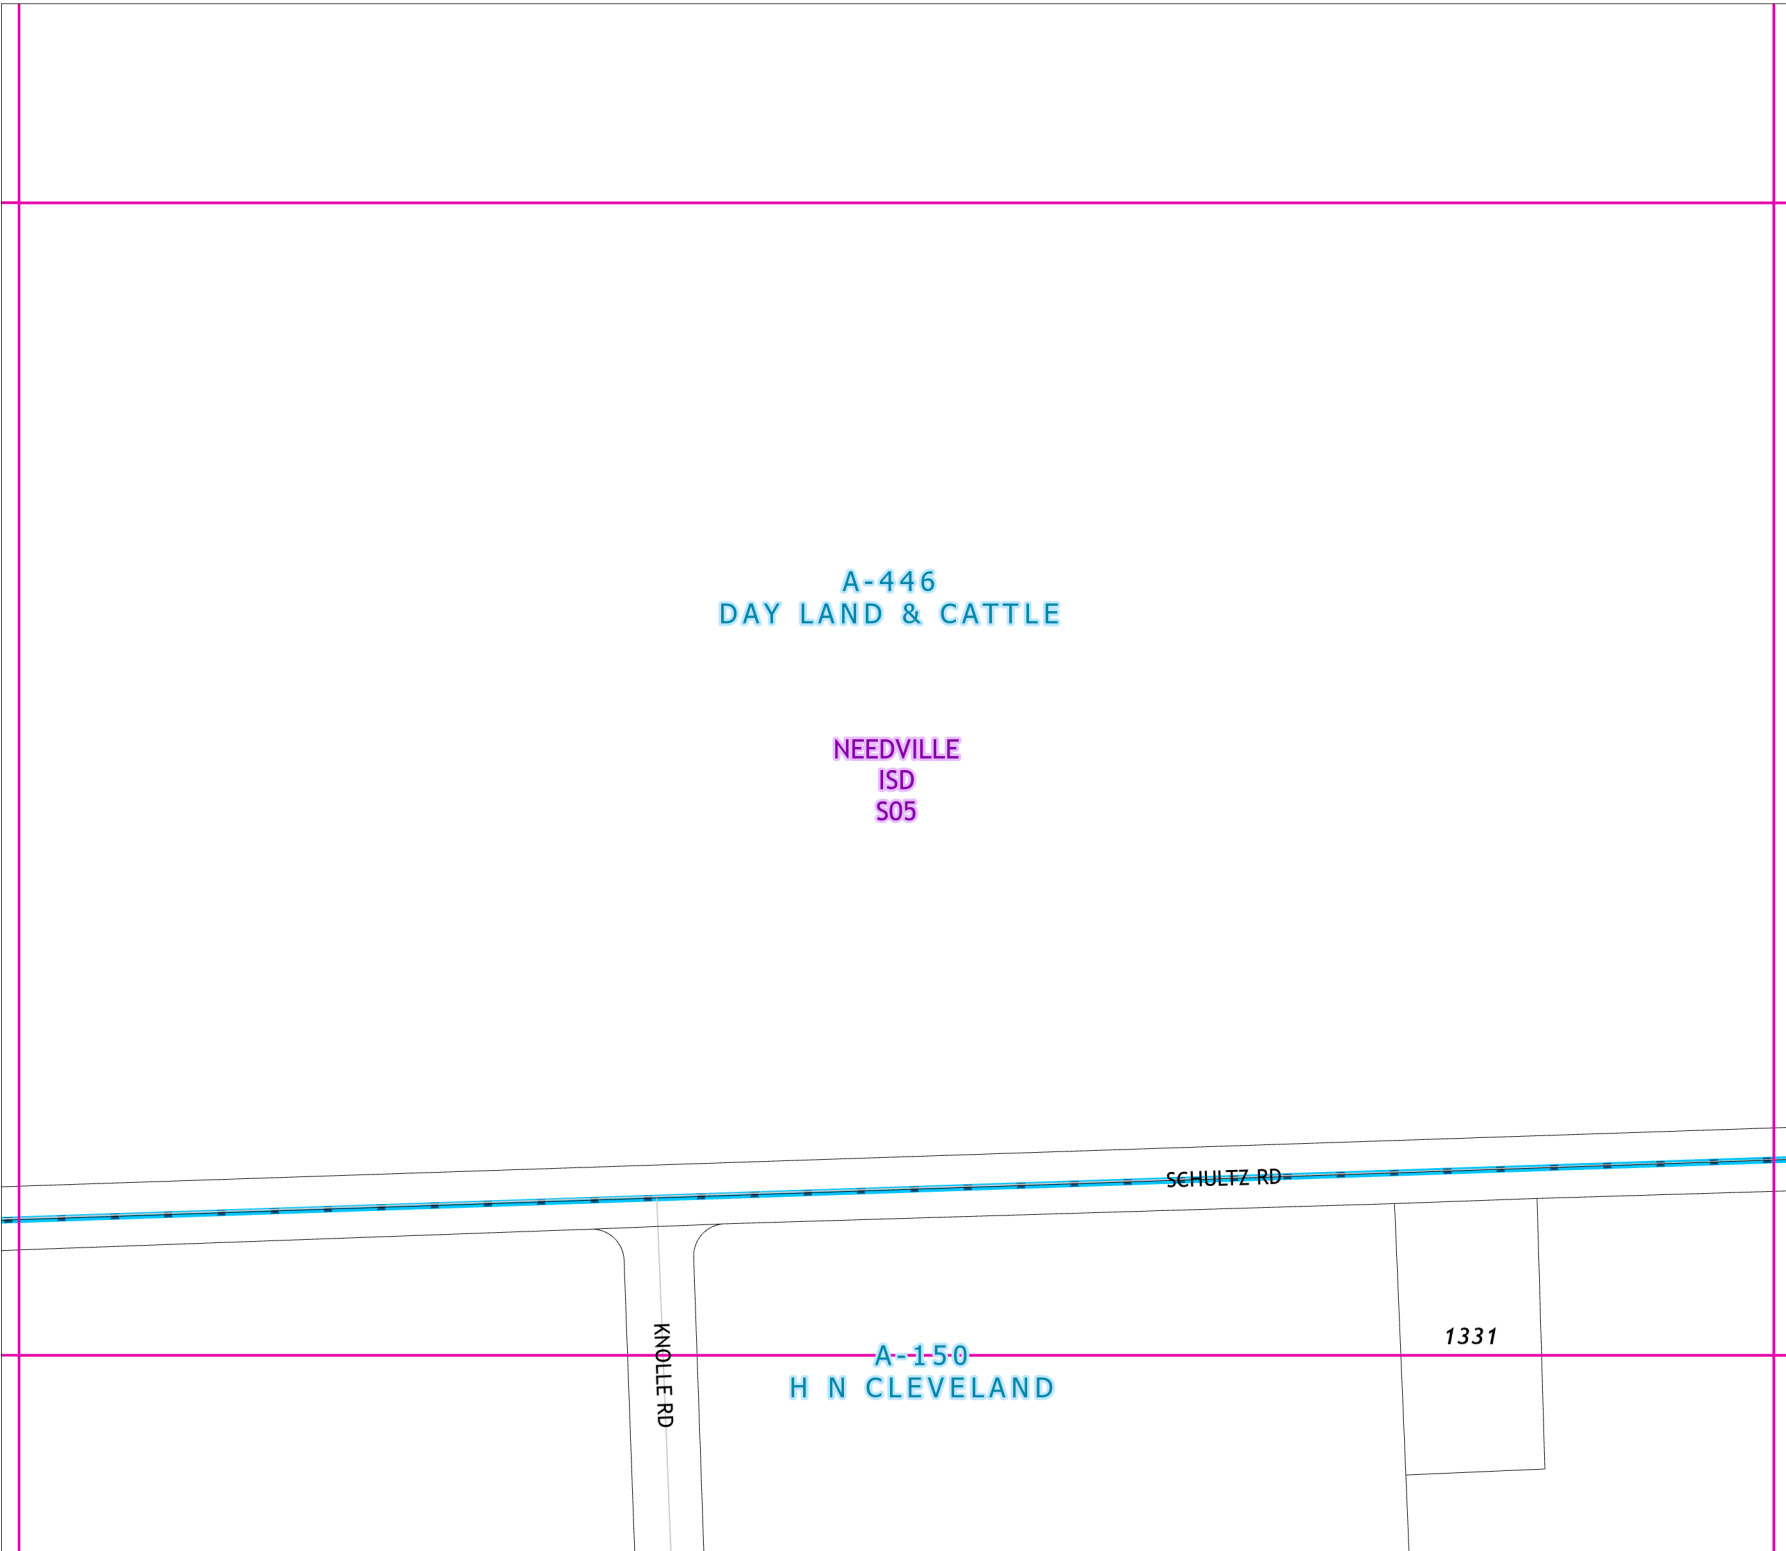 A-446
DAY LAND & CATTLE
NEEDVILLE
ISD
S05
SCHULTZ RD
1331
KNOLLE RD
A-150
H N CLEVELAND